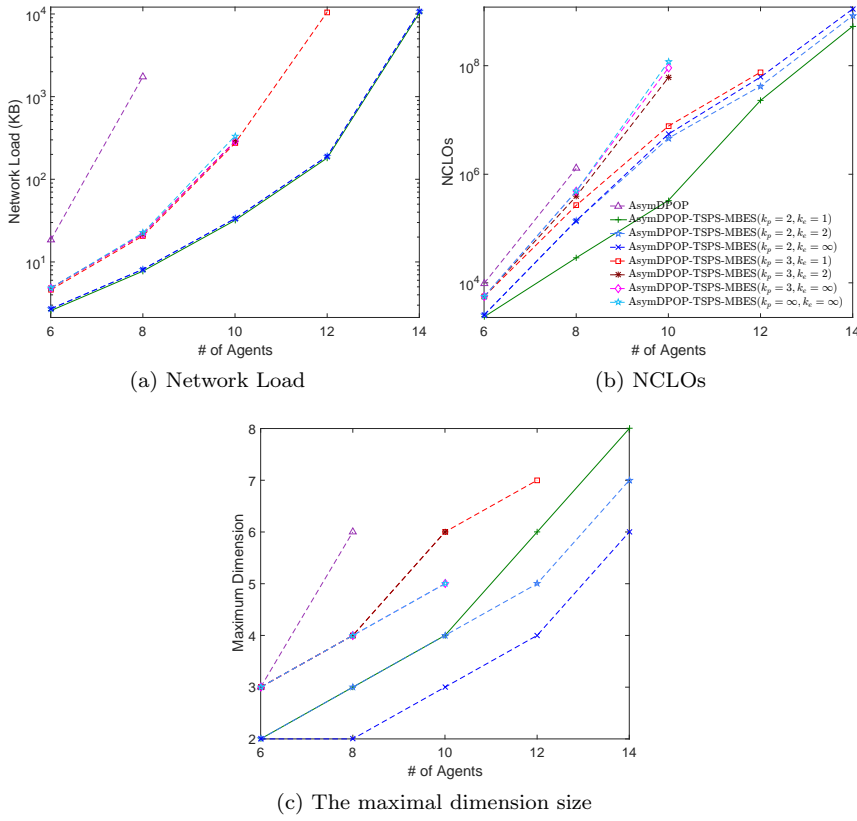 10^4
10^3
10^2
10^1
Network Load (KB)
6
8
10
12
14
# of Agents
(a) Network Load
10^8
10^6
10^4
NCLOs
AsymDPOP
AsymDPOP-TSPS-MBES(k_p = 2, k_e = 1)
AsymDPOP-TSPS-MBES(k_p = 2, k_e = 2)
AsymDPOP-TSPS-MBES(k_p = 2, k_e = ∞)
AsymDPOP-TSPS-MBES(k_p = 3, k_e = 1)
AsymDPOP-TSPS-MBES(k_p = 3, k_e = 2)
AsymDPOP-TSPS-MBES(k_p = 3, k_e = ∞)
AsymDPOP-TSPS-MBES(k_p = ∞, k_e = ∞)
6
8
10
12
14
# of Agents
(b) NCLOs
8
7
6
5
4
3
2
Maximum Dimension
6
8
10
12
14
# of Agents
(c) The maximal dimension size